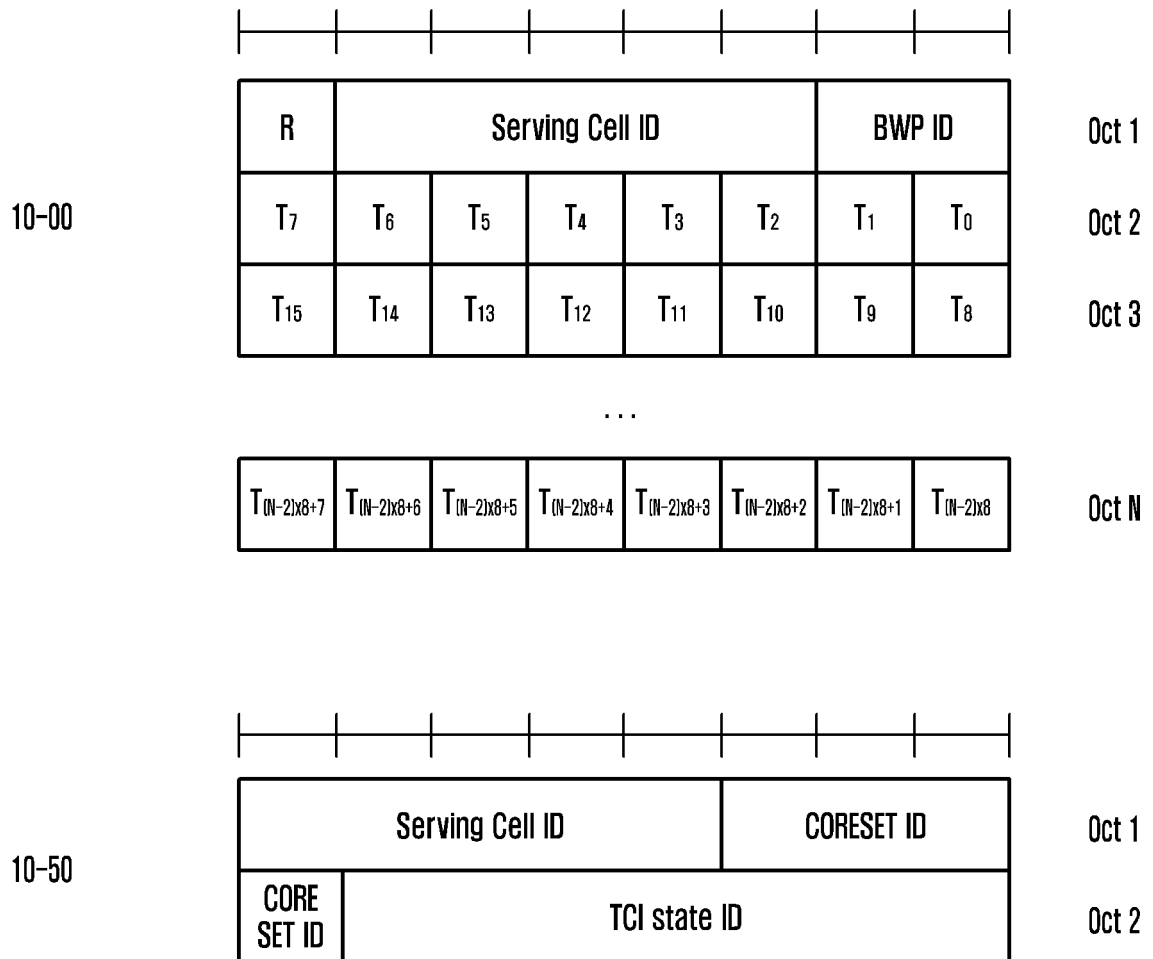 R Serving Cell ID BWP ID Oct 1
10-00 T7 T6 T5 T4 T3 T2 T1 T0 Oct 2
T15 T14 T13 T12 T11 T10 T9 T8 Oct 3
...
T(N-2)x8+7 T(N-2)x8+6 T(N-2)x8+5 T(N-2)x8+4 T(N-2)x8+3 T(N-2)x8+2 T(N-2)x8+1 T(N-2)x8 Oct N
Serving Cell ID CORESET ID Oct 1
10-50
CORE
SET ID TCI state ID Oct 2